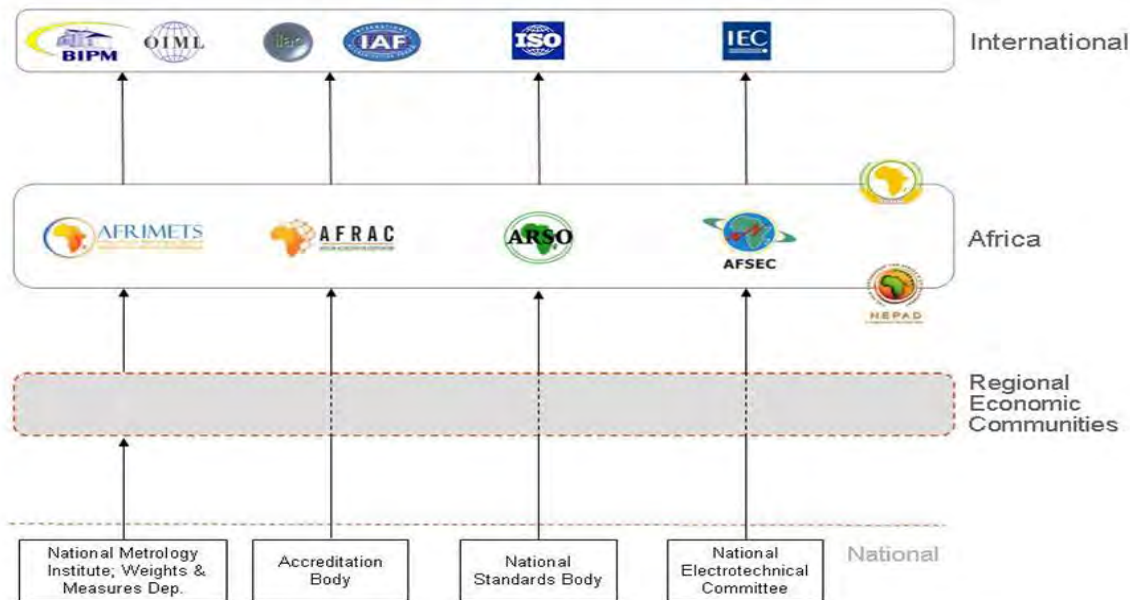 BIPM
OIML
ilac
IAF
ISO
IEC
International
AFRIMETS
AFRAC
ARSO
AFSEC
Africa
NEPAD
Regional
Economic
Communities
National Metrology
Institute; Weights &
Measures Dep.
Accreditation
Body
National
Standards Body
National
Electrotechnical
Committee
National